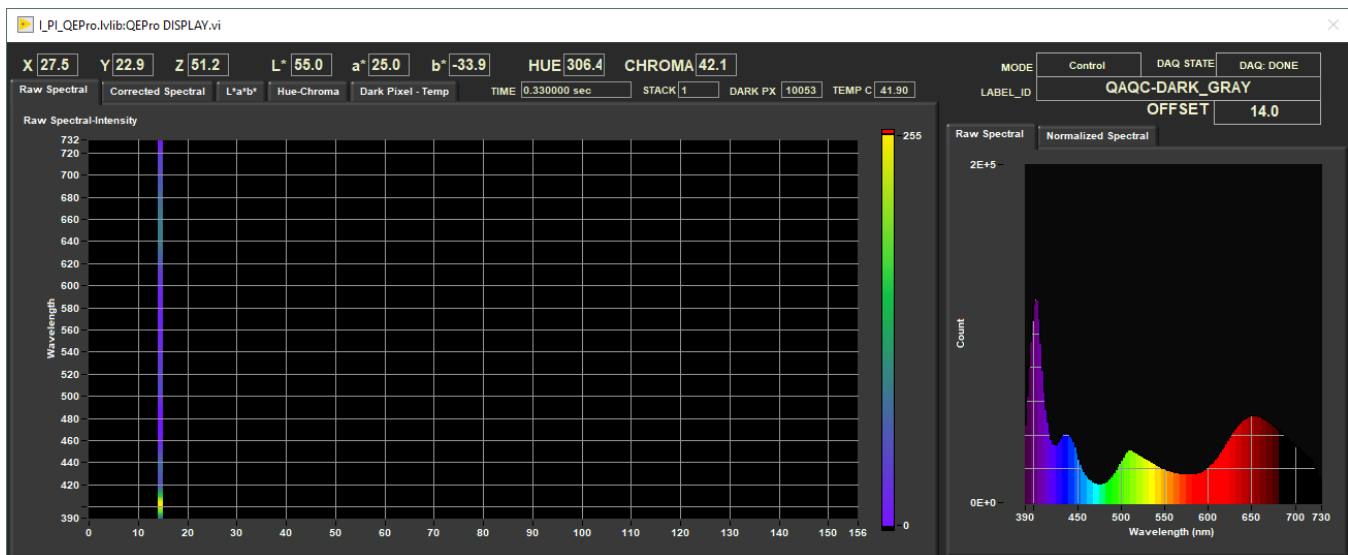 I_PI_QEPro.lvlib:QEPro DISPLAY.vi
X 27.5 Y 22.9 Z 51.2 L* 55.0 a* 25.0 b* -33.9 HUE 306.4 CHROMA 42.1
MODE Control DAQ STATE DAQ: DONE
Raw Spectral Corrected Spectral L*a*b* Hue-Chroma Dark Pixel - Temp TIME 0.330000 sec STACK 1 DARK PX 10053 TEMP C 41.90
LABEL_ID QAQC-DARK_GRAY
OFFSET 14.0
Raw Spectral-Intensity
Raw Spectral Normalized Spectral
732
720
700
680
660
640
620
600
580
560
540
520
500
480
460
440
420
390
Wavelength
0 10 20 30 40 50 60 70 80 90 100 110 120 130 140 150 156
255
0
2E+5
Count
0E+0
390 450 500 550 600 650 700 730
Wavelength (nm)